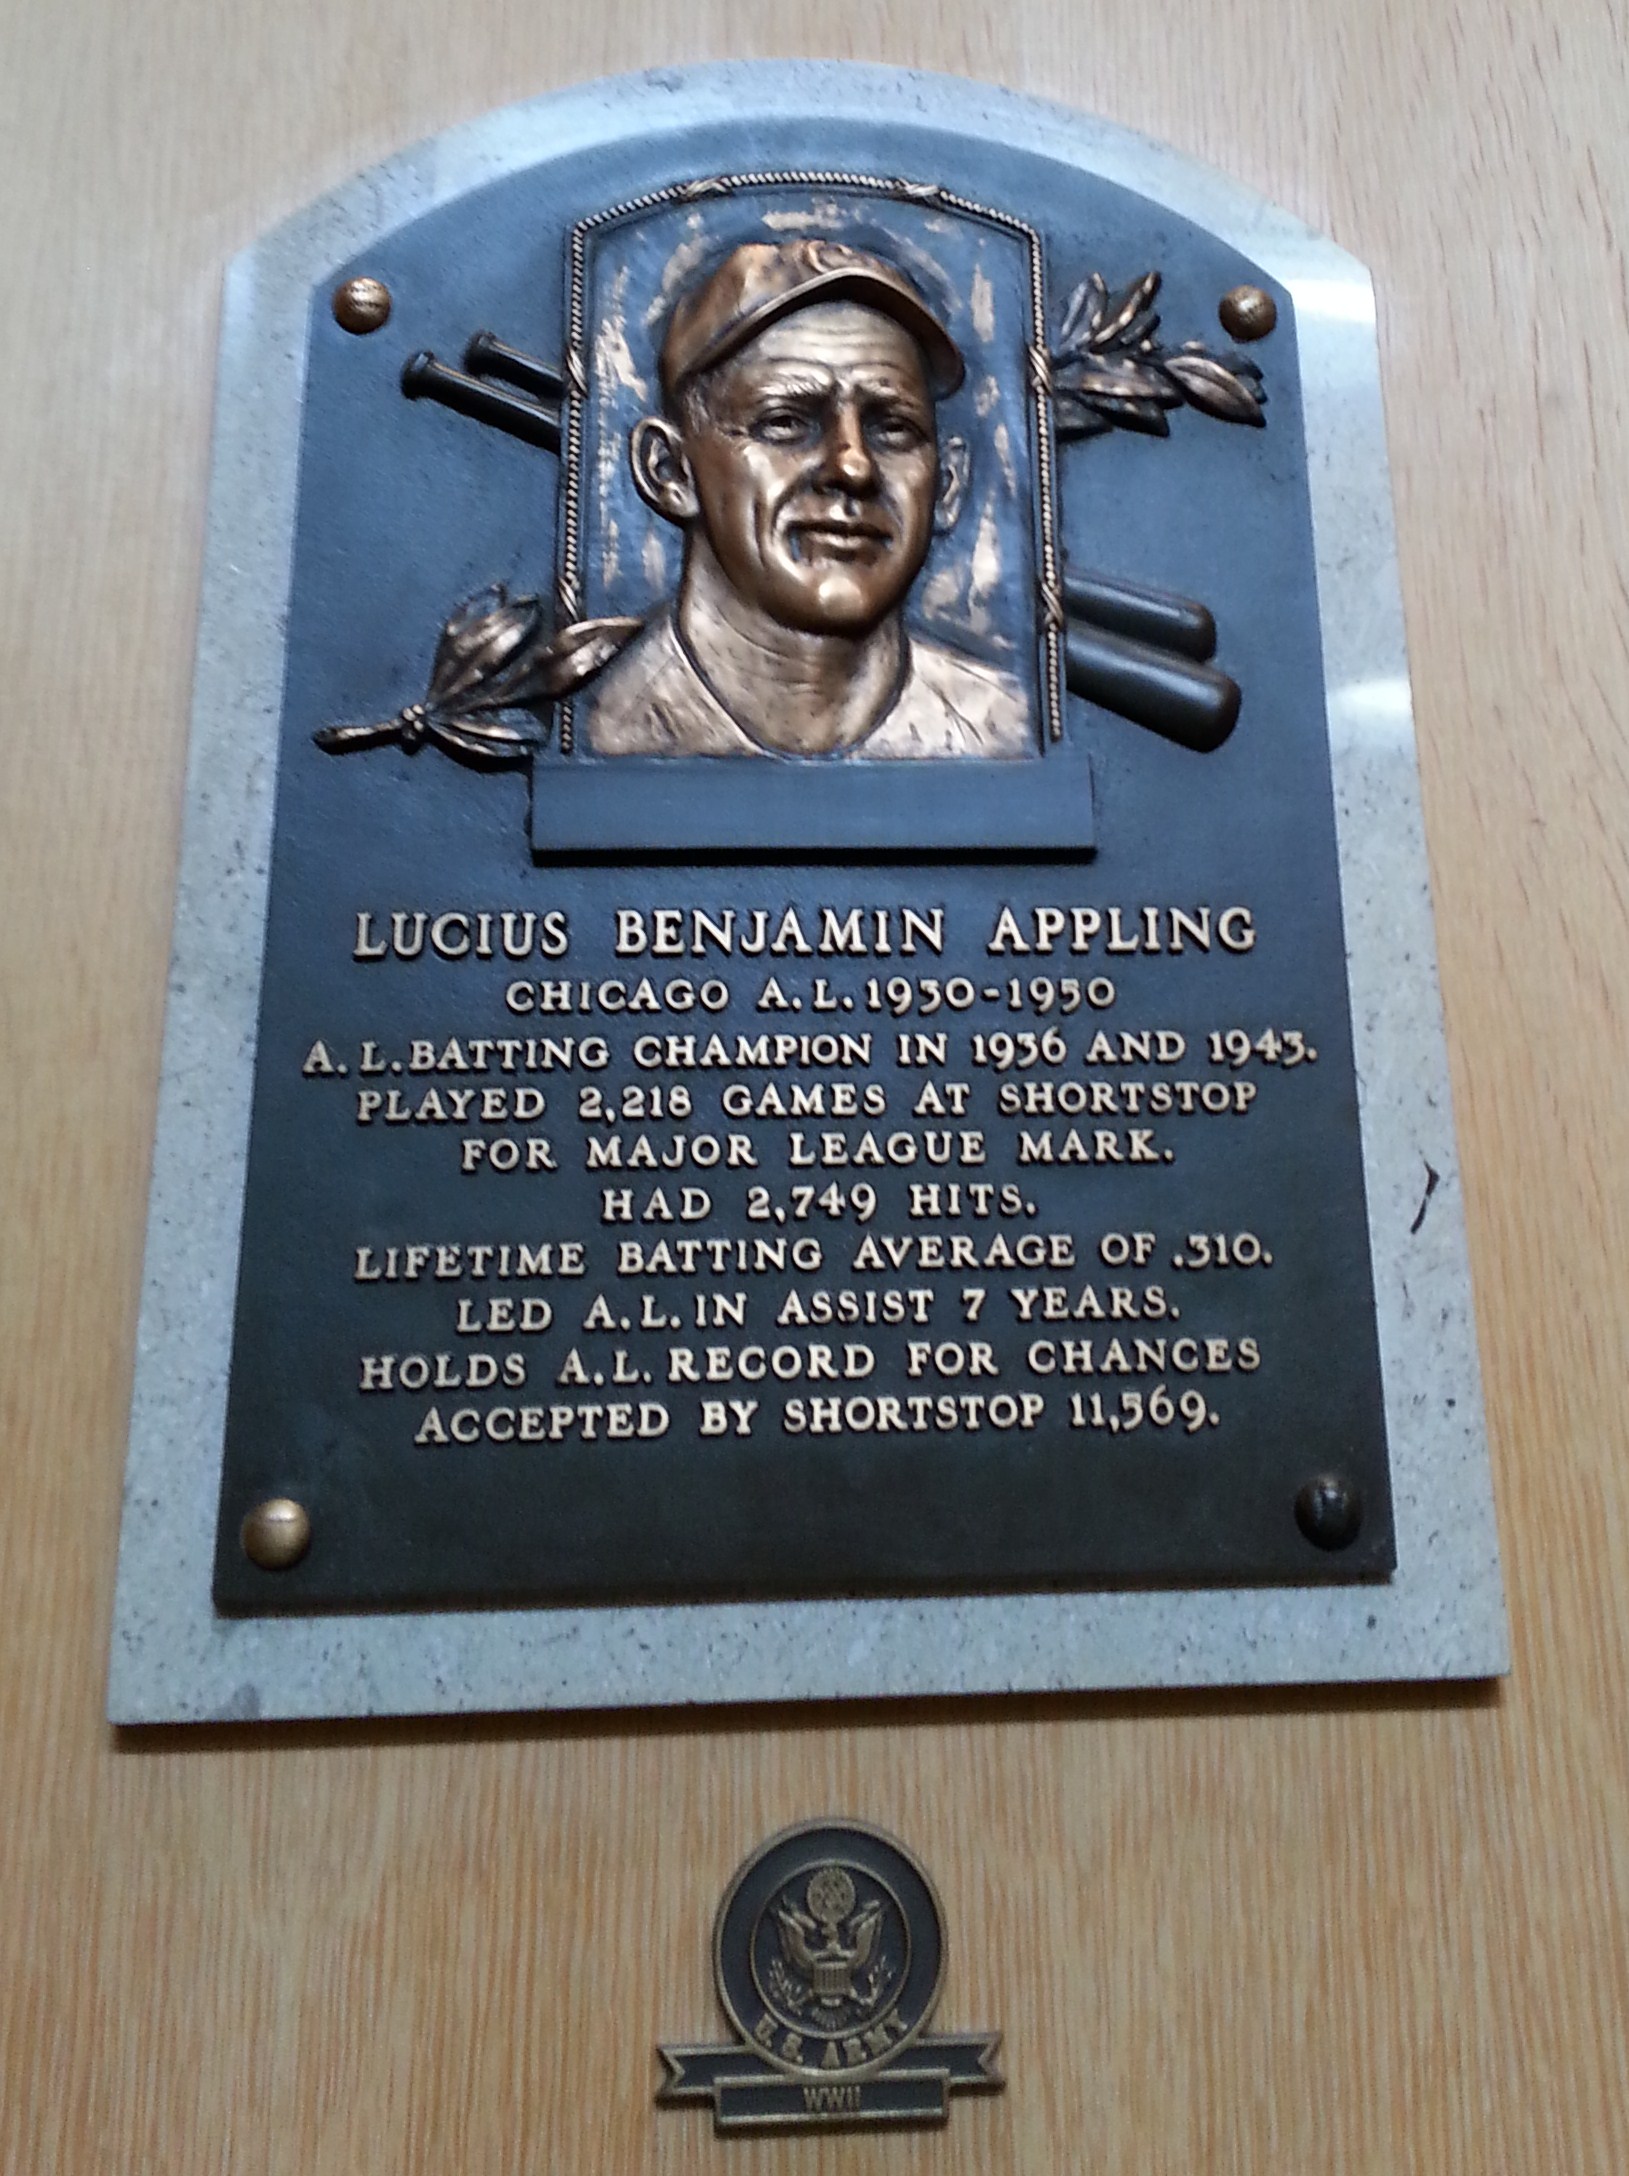 LUCIUS BENJAMIN APPLING
CHICAGO A.L. 1930-1950
A.L. BATTING CHAMPION IN 1936 AND 1943.
PLAYED 2,218 GAMES AT SHORTSTOP
FOR MAJOR LEAGUE MARK.
HAD 2,749 HITS.
LIFETIME BATTING AVERAGE OF .310.
LED A.L. IN ASSIST 7 YEARS.
HOLDS A.L. RECORD FOR CHANCES
ACCEPTED BY SHORTSTOP 11,569.
U.S. ARMY
WWII